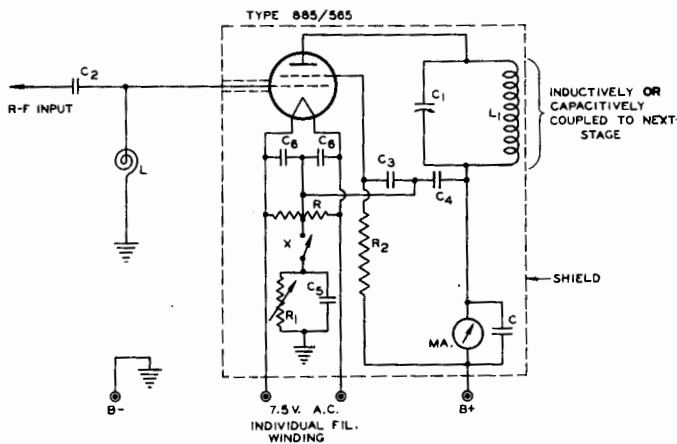 TYPE 885/565
C2
R-F INPUT
L
C6
C6
C1
L1
INDUCTIVELY OR
CAPACITIVELY
COUPLED TO NEXT-
STAGE
C3
C4
R
X
R2
C5
R1
SHIELD
MA.
C
B-
7.5 V. A.C.
INDIVIDUAL FIL.
WINDING
B+